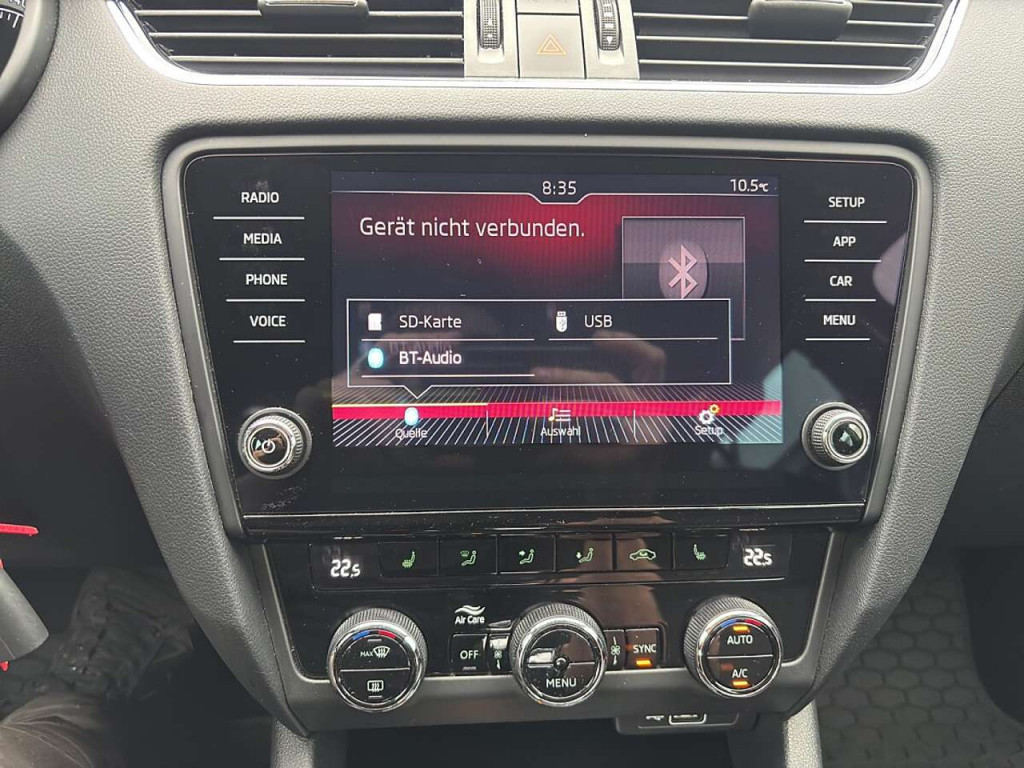 8:35
10.5°C
RADIO
MEDIA
PHONE
VOICE
SETUP
APP
CAR
MENU
Gerät nicht verbunden.
SD-Karte
USB
BT-Audio
Quelle
Auswahl
Setup
22.5
22.5
Air Care
MAX
OFF
MENU
SYNC
AUTO
A/C